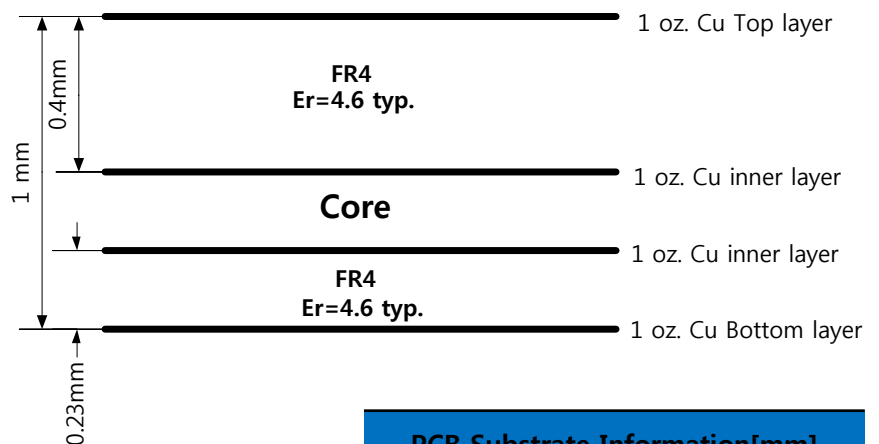 1 oz. Cu Top layer
FR4
Er=4.6 typ.
0.4mm
1 mm
1 oz. Cu inner layer
Core
1 oz. Cu inner layer
FR4
Er=4.6 typ.
1 oz. Cu Bottom layer
0.23mm
PCB Substrate Information[mm]